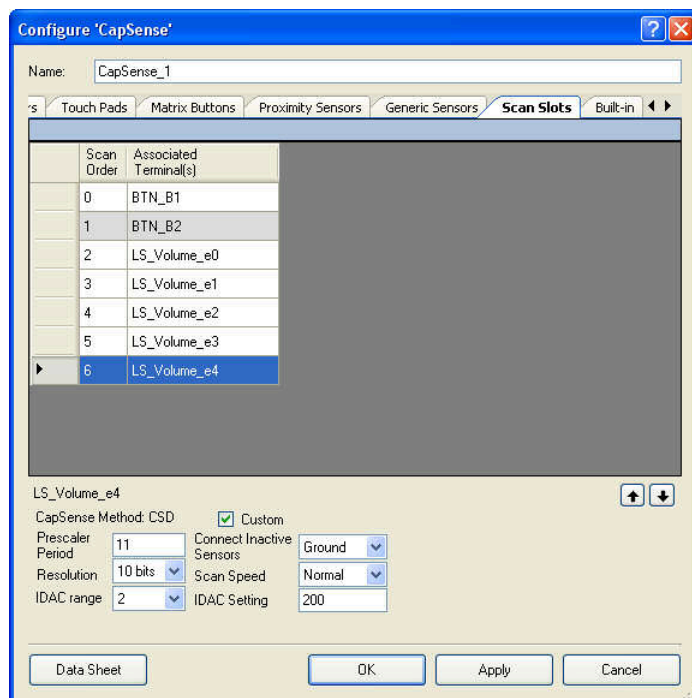 Configure 'CapSense'
Name: CapSense_1
rs Touch Pads Matrix Buttons Proximity Sensors Generic Sensors Scan Slots Built-in
Scan Order Associated Terminal(s)
0 BTN_B1
1 BTN_B2
2 LS_Volume_e0
3 LS_Volume_e1
4 LS_Volume_e2
5 LS_Volume_e3
6 LS_Volume_e4
LS_Volume_e4
CapSense Method: CSD Custom
Prescaler Period 11 Connect Inactive Sensors Ground
Resolution 10 bits Scan Speed Normal
IDAC range 2 IDAC Setting 200
Data Sheet OK Apply Cancel